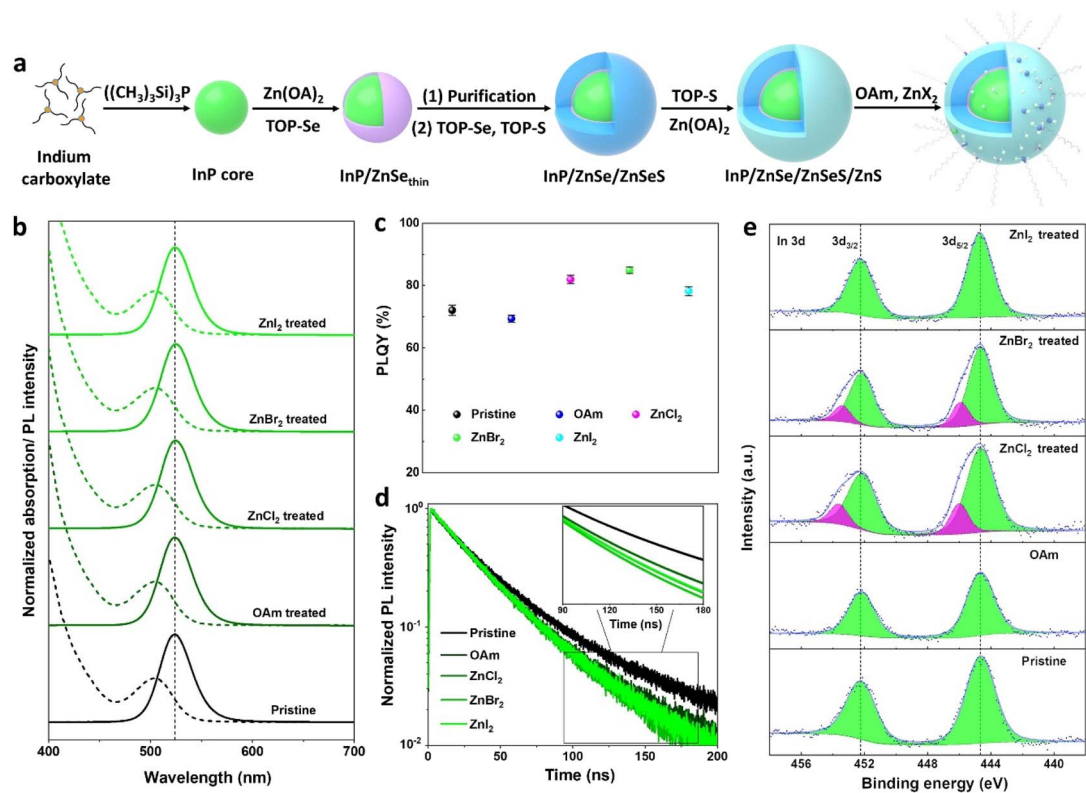 a
((CH₃)₃Si)₃P
Zn(OA)₂
TOP-Se
(1) Purification
(2) TOP-Se, TOP-S
TOP-S
Zn(OA)₂
OAm, ZnX₂
Indium
carboxylate
InP core
InP/ZnSeₜₕᵢₙ
InP/ZnSe/ZnSeS
InP/ZnSe/ZnSeS/ZnS
b
Normalized absorption/ PL intensity
ZnI₂ treated
ZnBr₂ treated
ZnCl₂ treated
OAm treated
Pristine
400 500 600 700
Wavelength (nm)
c
PLQY (%)
100
80
60
40
20
Pristine OAm ZnCl₂
ZnBr₂ ZnI₂
d
Normalized PL intensity
10⁰
10⁻¹
10⁻²
90 120 150 180
Time (ns)
Pristine
OAm
ZnCl₂
ZnBr₂
ZnI₂
0 50 100 150 200
Time (ns)
e
Intensity (a.u.)
In 3d 3d₃/₂ 3d₅/₂ ZnI₂ treated
ZnBr₂ treated
ZnCl₂ treated
OAm
Pristine
456 452 448 444 440
Binding energy (eV)